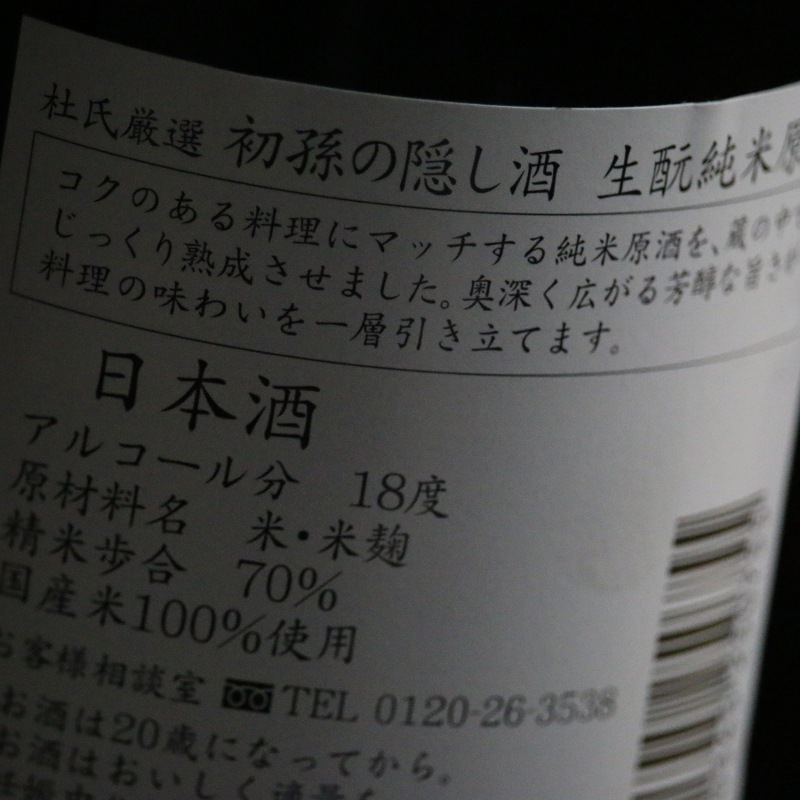 杜氏厳選 初孫の隠し酒 生酛純米原
コクのある料理にマッチする純米原酒を、蔵の中で
じっくり熟成させました。奥深く広がる芳醇な旨さが
料理の味わいを一層引き立てます。
日本酒
アルコール分 18度
原材料名 米・米麹
精米歩合 70%
国産米100%使用
お客様相談室 TEL 0120-26-3538
お酒は20歳になってから。
お酒はおいしく適量を